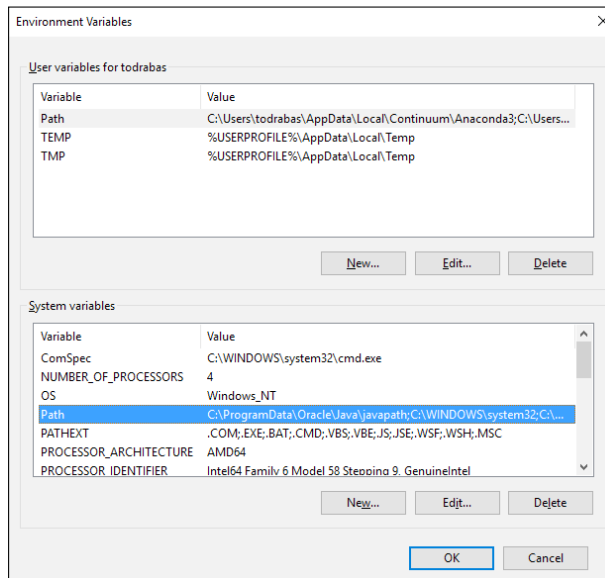 Environment Variables
User variables for todrabas
Variable Value
Path C:\Users\todrabas\AppData\Local\Continuum\Anaconda3;C:\Users...
TEMP %USERPROFILE%\AppData\Local\Temp
TMP %USERPROFILE%\AppData\Local\Temp
New... Edit... Delete
System variables
Variable Value
ComSpec C:\WINDOWS\system32\cmd.exe
NUMBER_OF_PROCESSORS 4
OS Windows_NT
Path C:\ProgramData\Oracle\Java\javapath;C:\WINDOWS\system32;C:\...
PATHEXT .COM;.EXE;.BAT;.CMD;.VBS;.VBE;.JS;.JSE;.WSF;.WSH;.MSC
PROCESSOR_ARCHITECTURE AMD64
PROCESSOR_IDENTIFIER Intel64 Family 6 Model 58 Stepping 9, GenuineIntel
New... Edit... Delete
OK Cancel